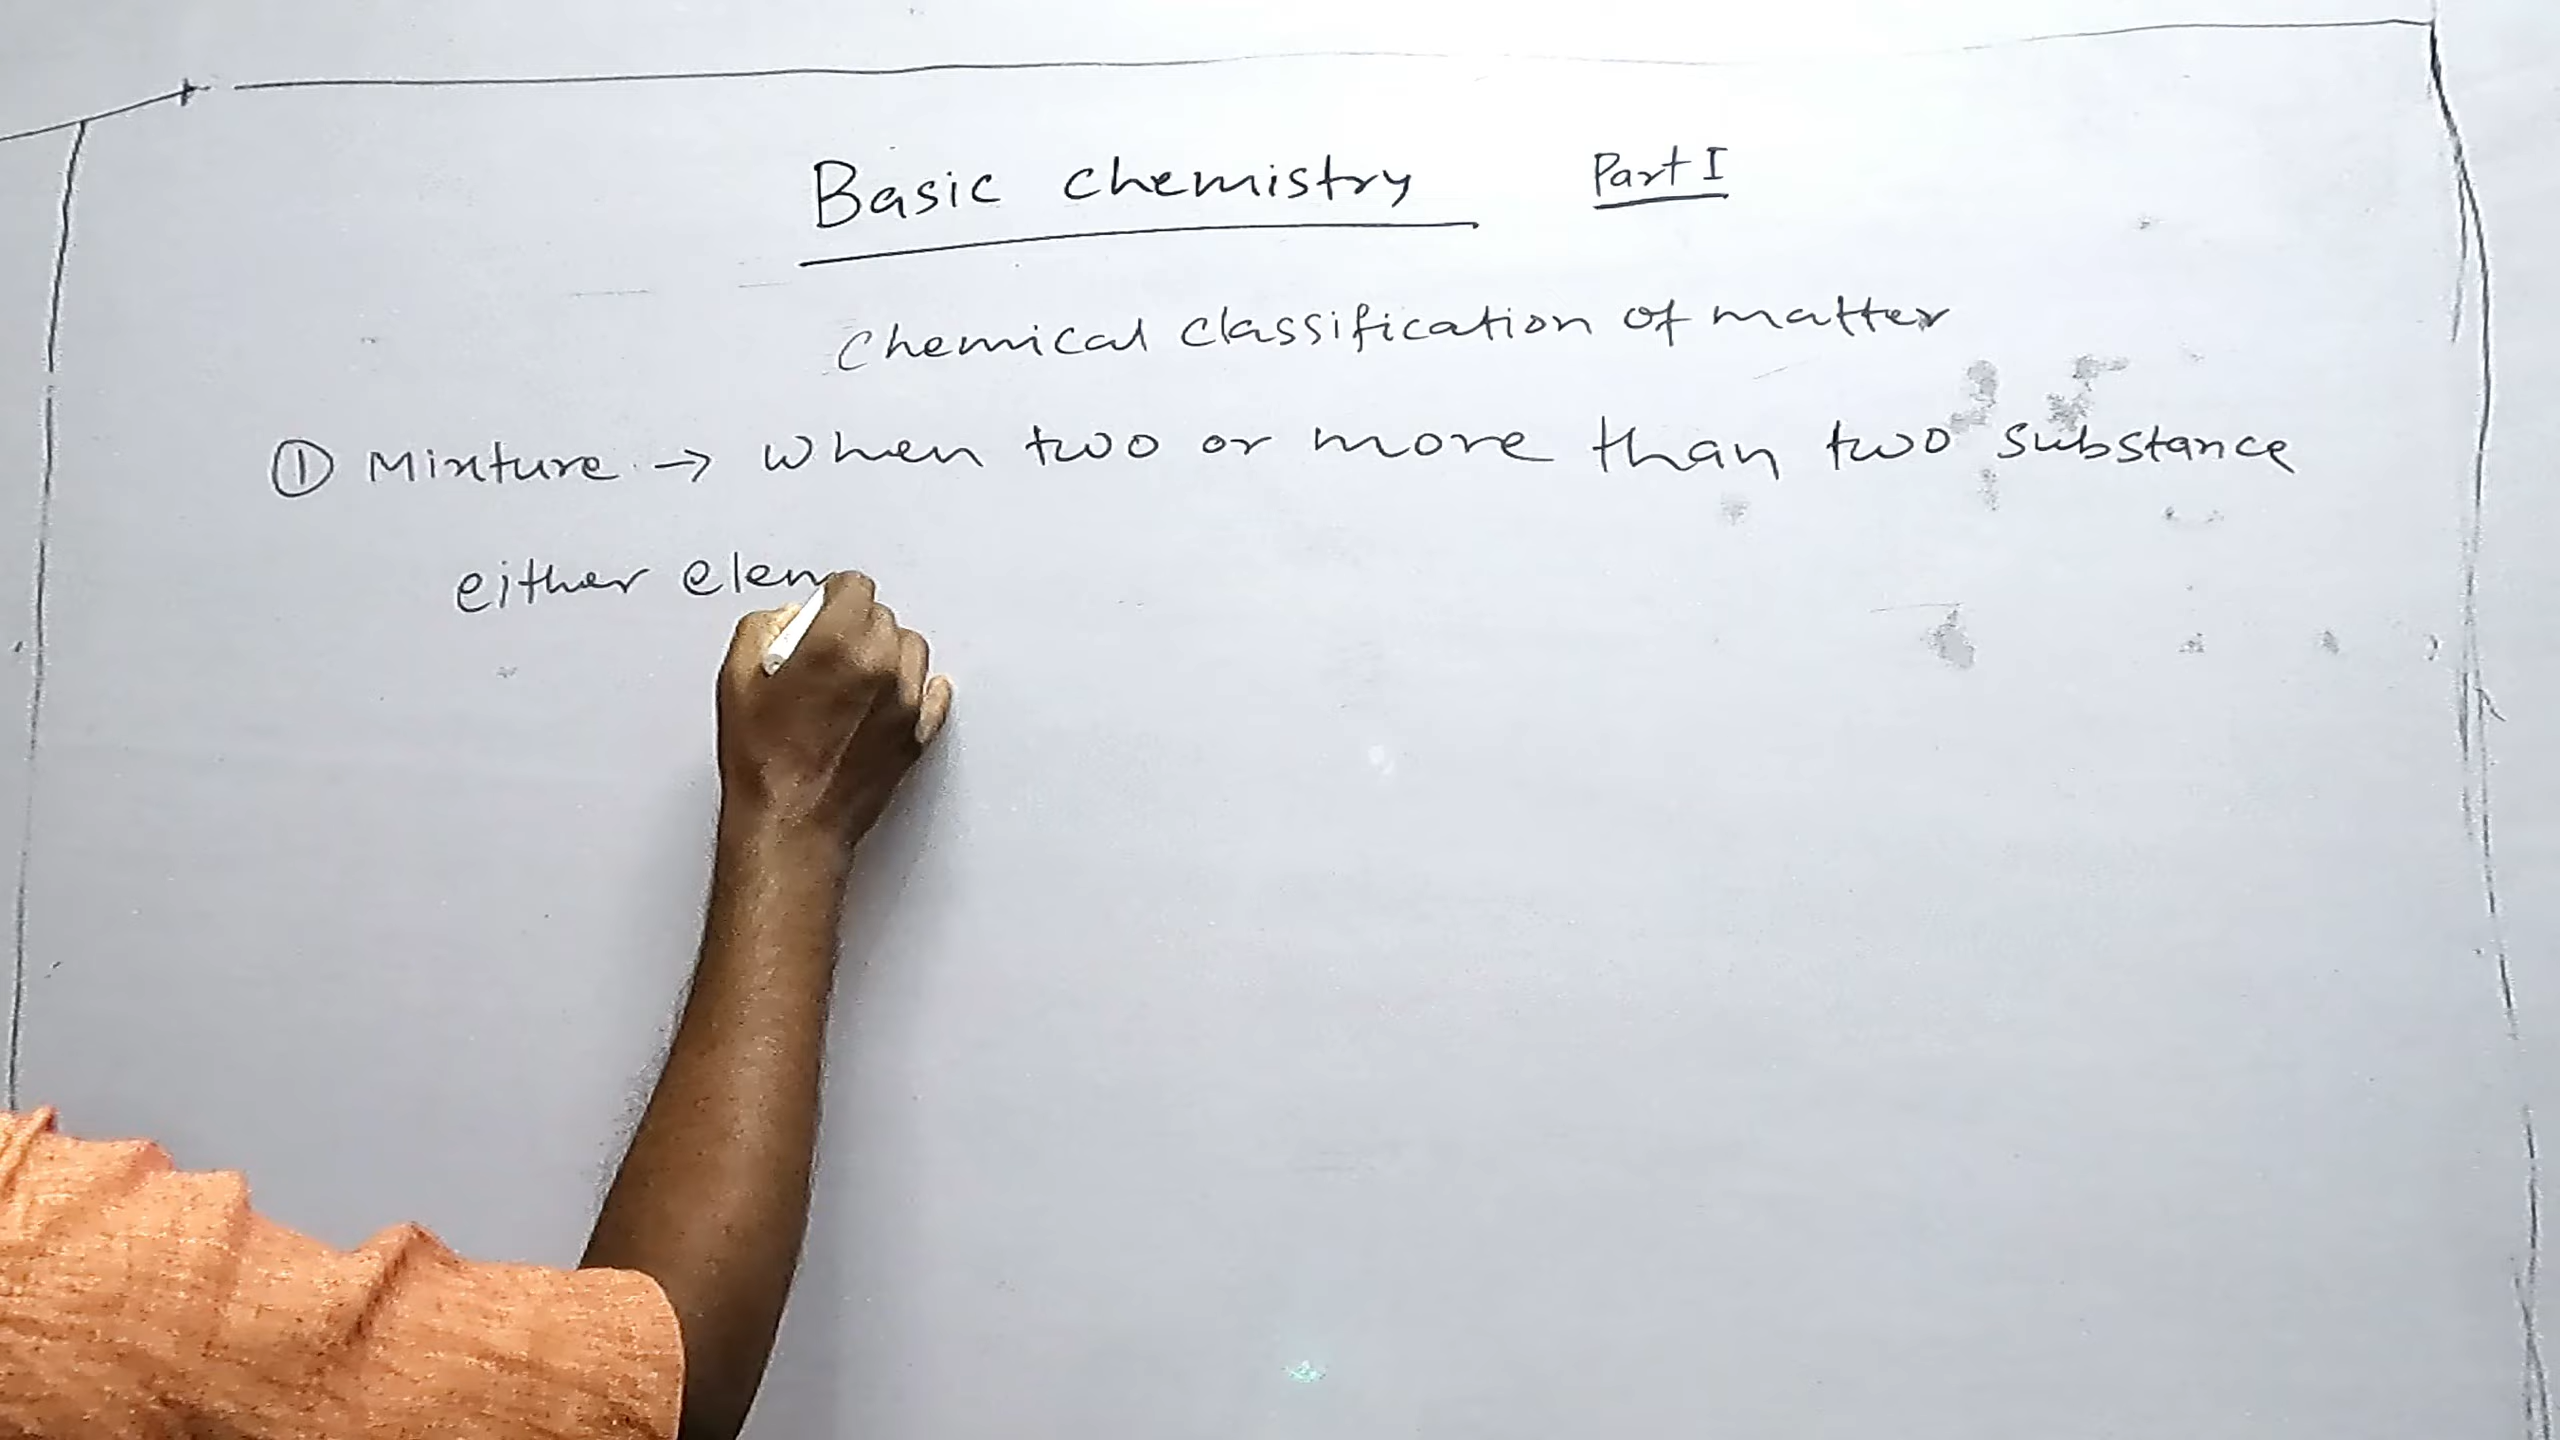 Basic chemistry Part I
Chemical classification of matter
① Mixture → when two or more than two substance
either elem